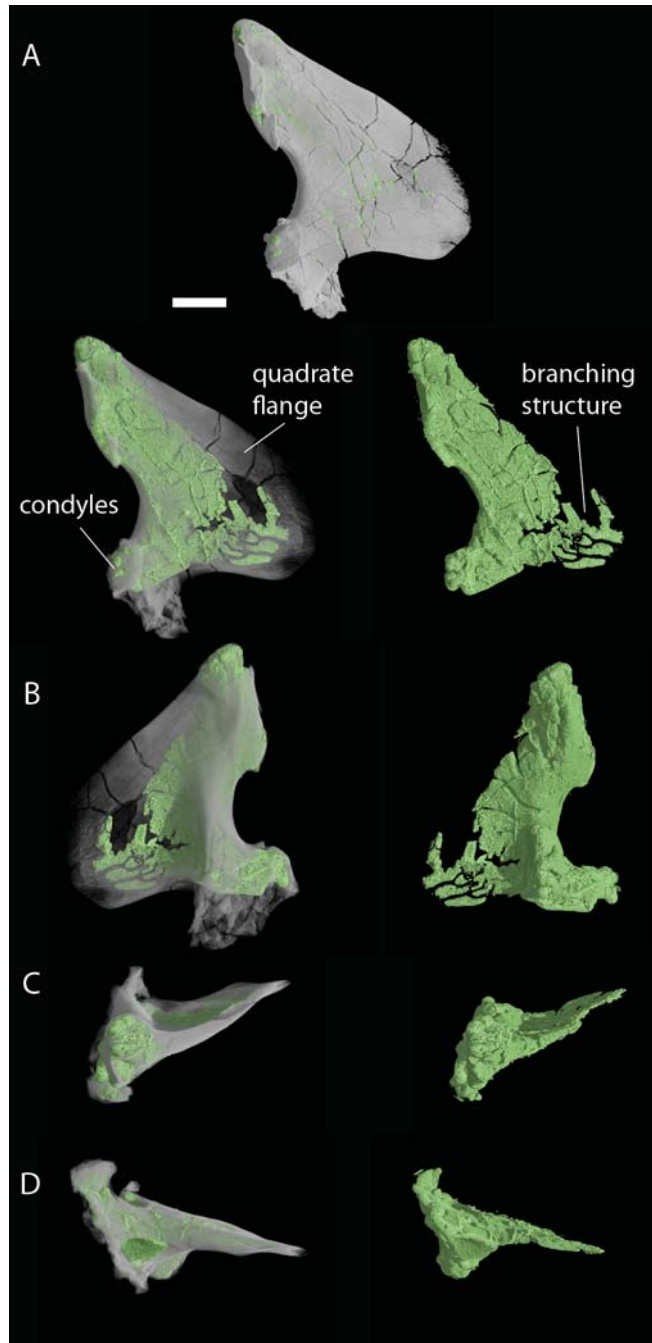 A
quadrate
flange
branching
structure
condyles
B
C
D